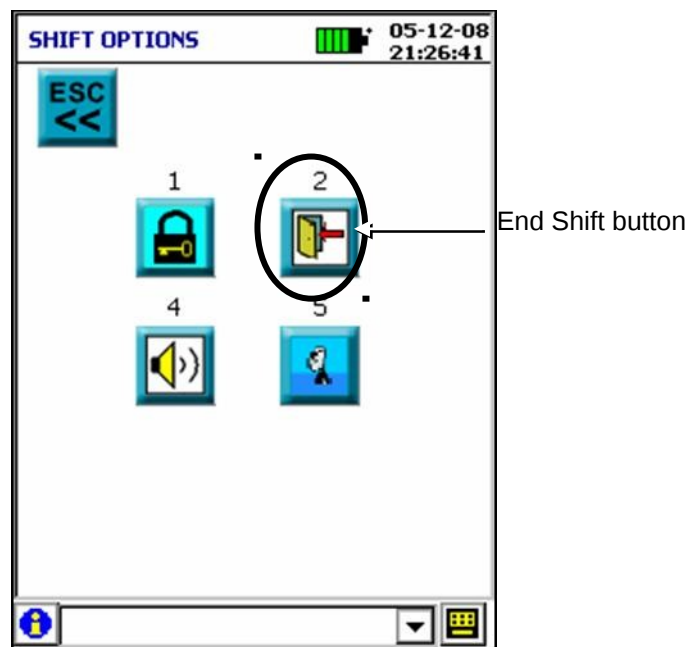 SHIFT OPTIONS
05-12-08
21:26:41
ESC
<<
1 2
End Shift button
4 5